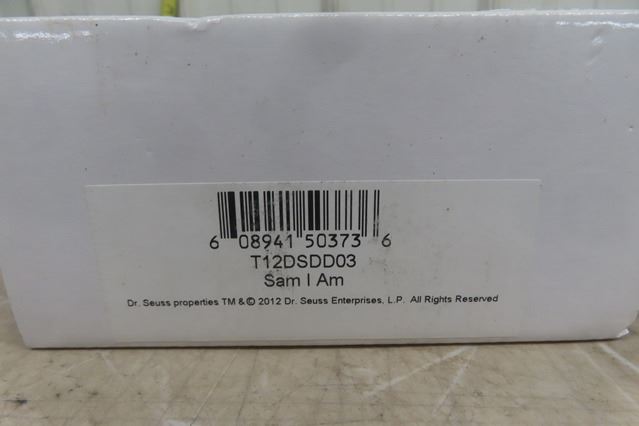 6 08941 50373 6
T12DSDD03
Sam I Am
Dr. Seuss properties TM & © 2012 Dr. Seuss Enterprises, L.P. All Rights Reserved